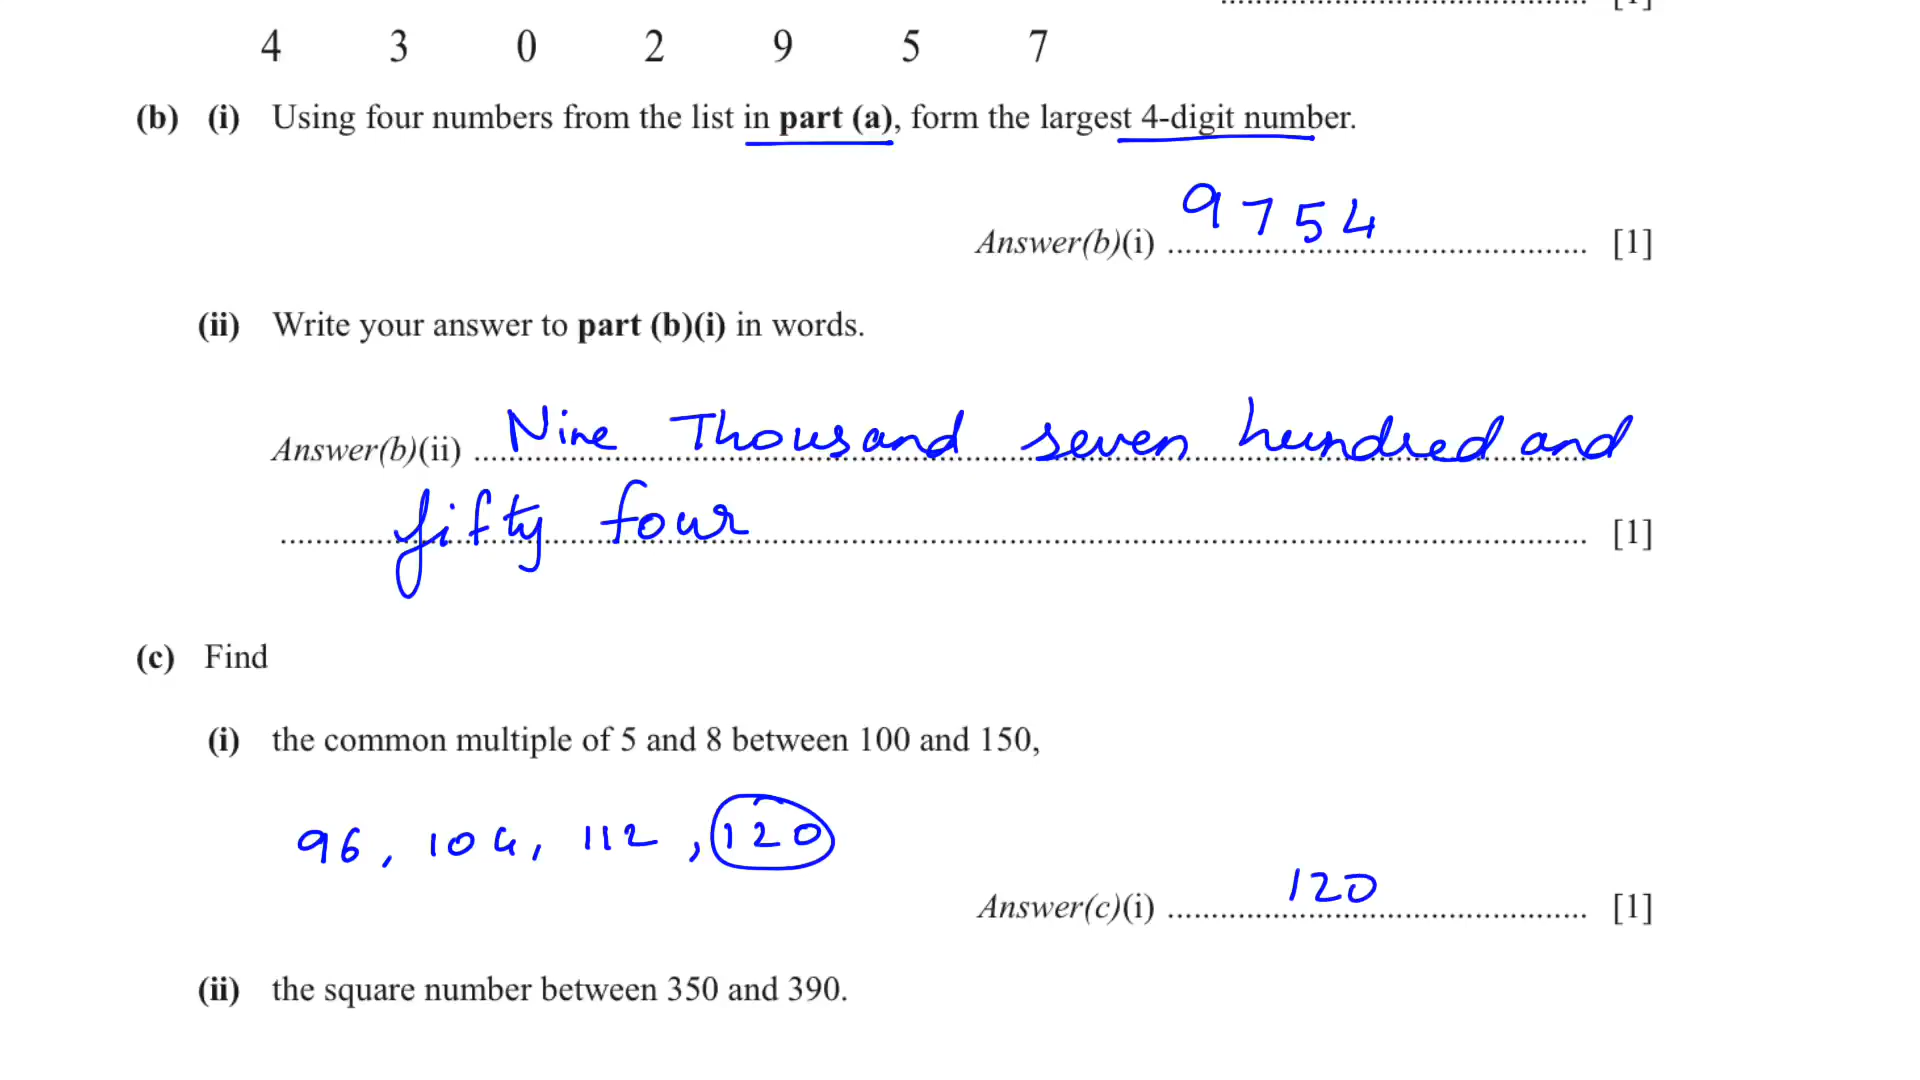 [1]
4 3 0 2 9 5 7
(b) (i) Using four numbers from the list in part (a), form the largest 4-digit number.
9754
Answer(b)(i) ................................................ [1]
(ii) Write your answer to part (b)(i) in words.
Answer(b)(ii) Nine Thousand seven hundred and
fifty four [1]
(c) Find
(i) the common multiple of 5 and 8 between 100 and 150,
96, 104, 112, 120
120
Answer(c)(i) ................................................ [1]
(ii) the square number between 350 and 390.